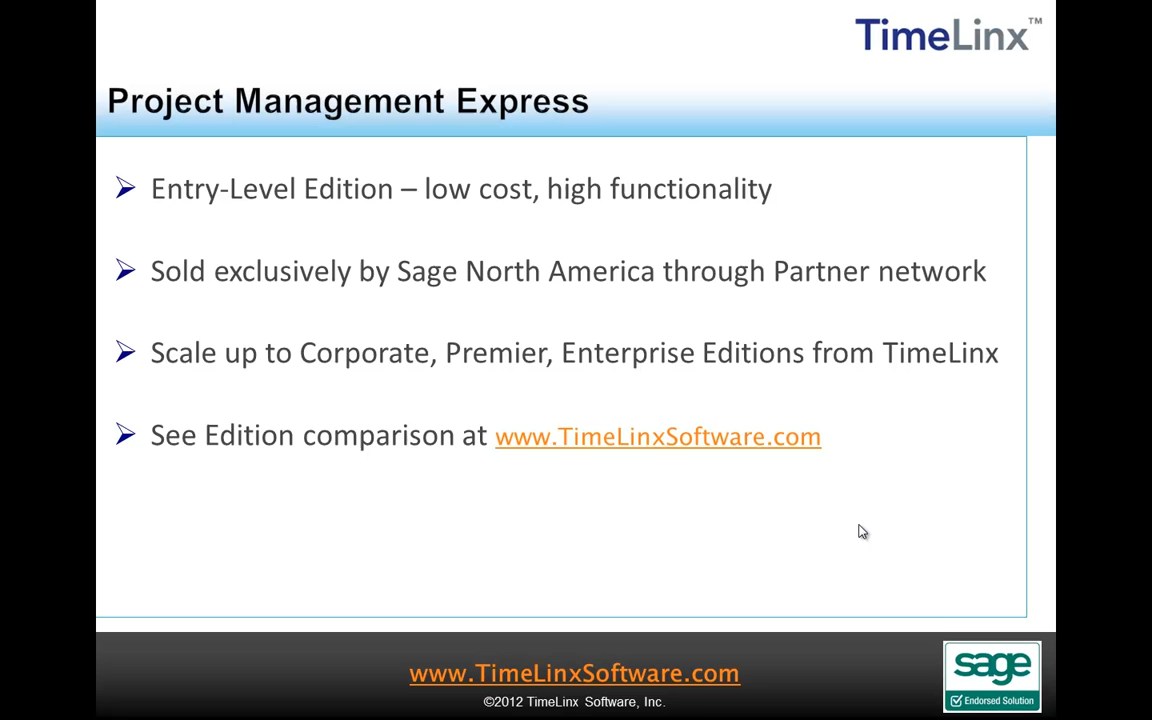 TimeLinx™
Project Management Express
➢ Entry-Level Edition – low cost, high functionality
➢ Sold exclusively by Sage North America through Partner network
➢ Scale up to Corporate, Premier, Enterprise Editions from TimeLinx
➢ See Edition comparison at www.TimeLinxSoftware.com
www.TimeLinxSoftware.com
©2012 TimeLinx Software, Inc.
sage
Endorsed Solution